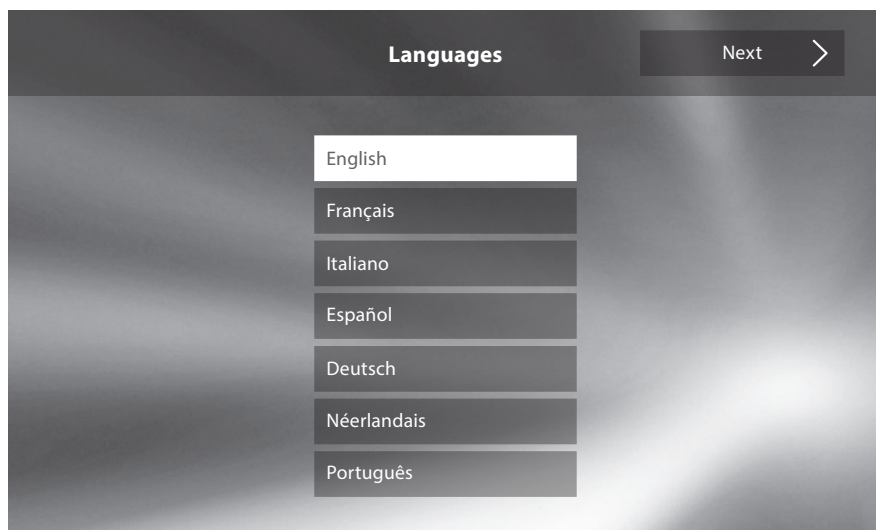 Languages
Next
English
Français
Italiano
Español
Deutsch
Néerlandais
Português